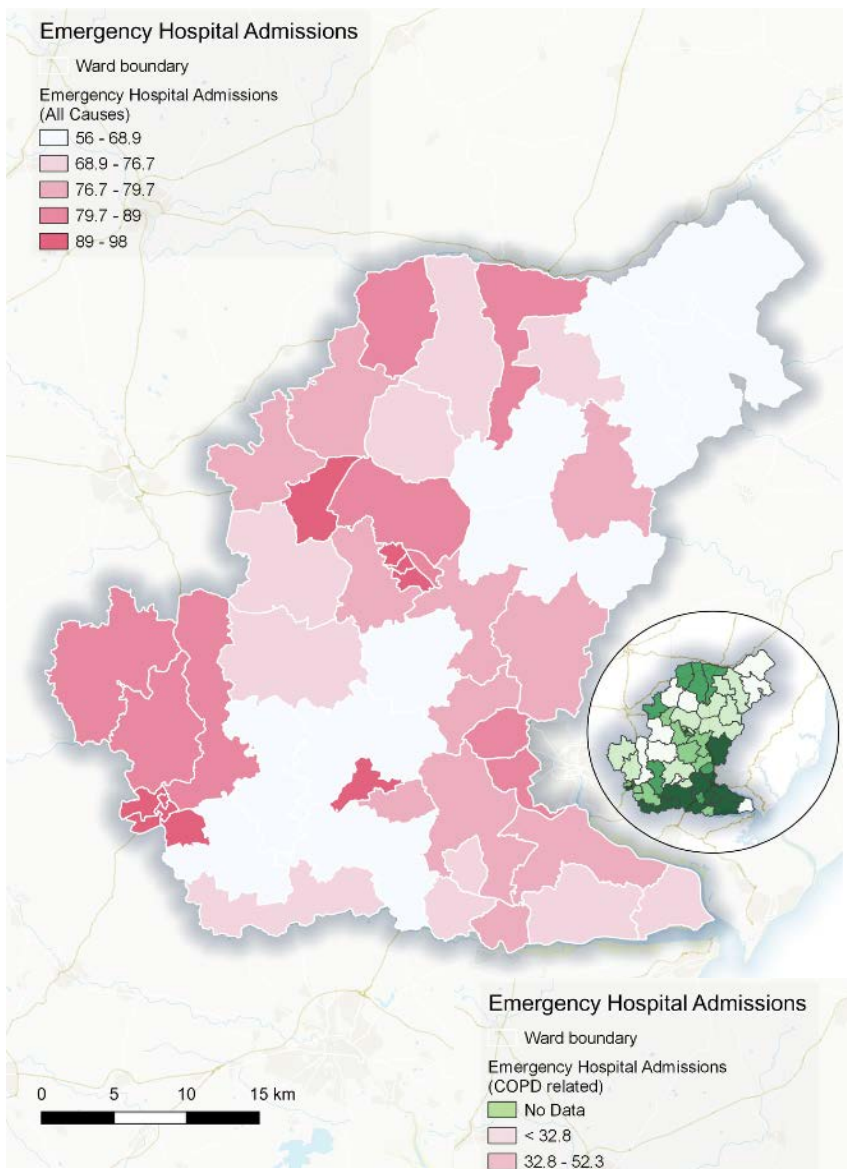 Emergency Hospital Admissions
Ward boundary
Emergency Hospital Admissions
(All Causes)
56 - 68.9
68.9 - 76.7
76.7 - 79.7
79.7 - 89
89 - 98
0 5 10 15 km
Emergency Hospital Admissions
Ward boundary
Emergency Hospital Admissions
(COPD related)
No Data
< 32.8
32.8 - 52.3